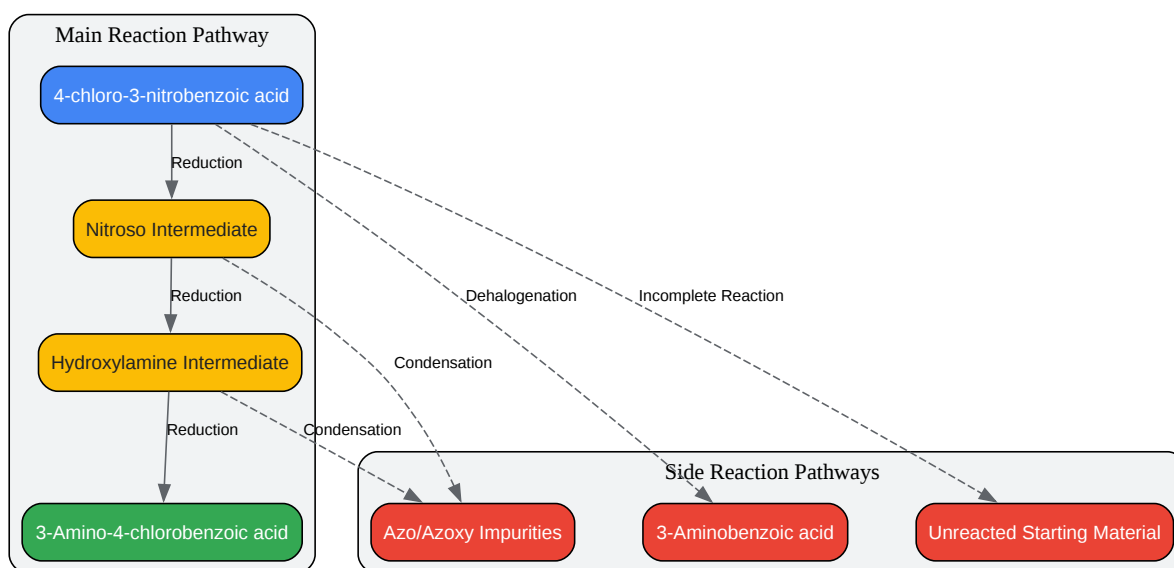 Main Reaction Pathway
4-chloro-3-nitrobenzoic acid
Reduction
Nitroso Intermediate
Reduction
Dehalogenation
Incomplete Reaction
Hydroxylamine Intermediate
Condensation
Reduction
Condensation
Side Reaction Pathways
3-Amino-4-chlorobenzoic acid
Azo/Azoxy Impurities
3-Aminobenzoic acid
Unreacted Starting Material